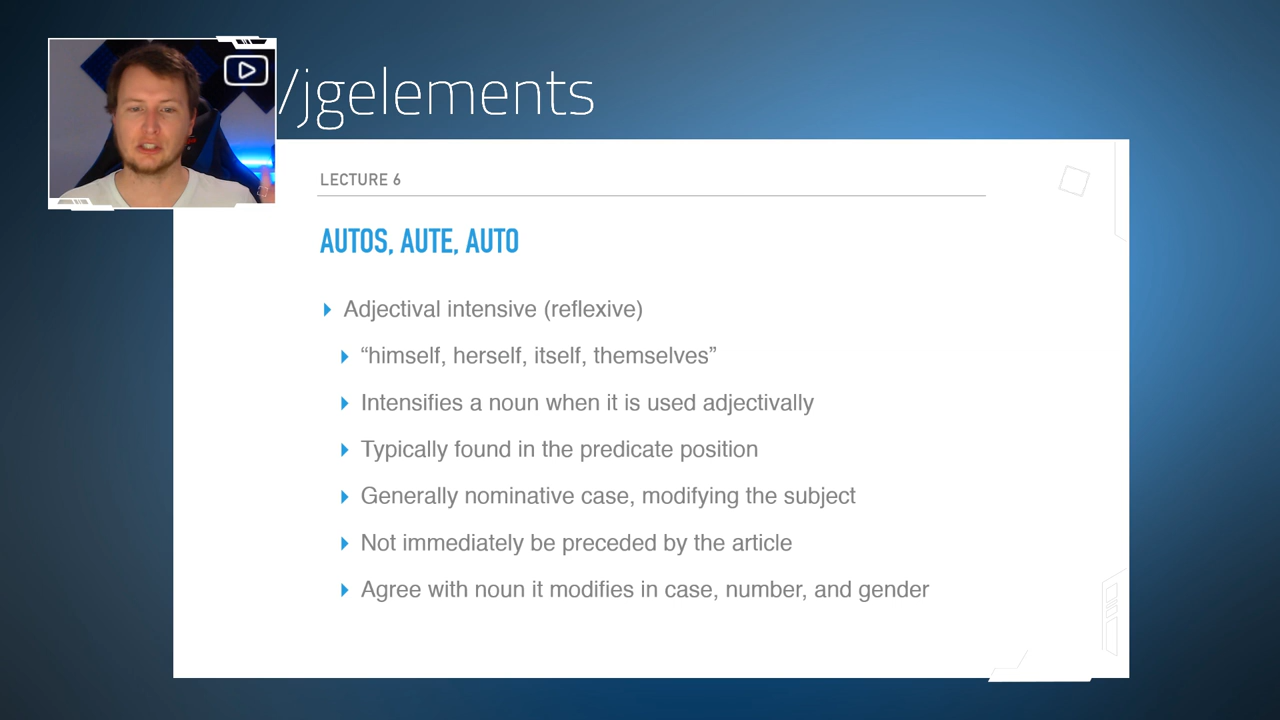 /jgelements
LECTURE 6
AUTOS, AUTE, AUTO
Adjectival intensive (reflexive)
“himself, herself, itself, themselves”
Intensifies a noun when it is used adjectivally
Typically found in the predicate position
Generally nominative case, modifying the subject
Not immediately be preceded by the article
Agree with noun it modifies in case, number, and gender